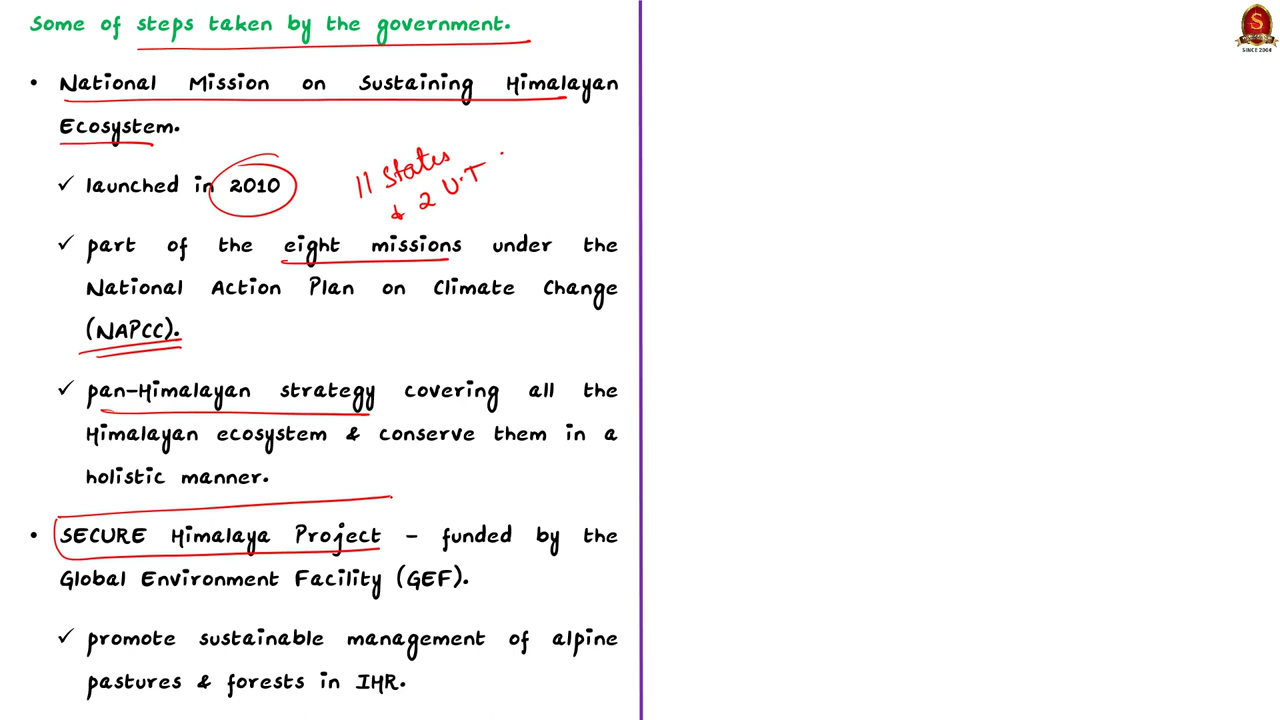 Some of steps taken by the government.
• National Mission on Sustaining Himalayan
Ecosystem.
✓ launched in 2010
11 States
& 2 U.T
✓ part of the eight missions under the
National Action Plan on Climate Change
(NAPCC).
✓ pan-Himalayan strategy covering all the
Himalayan ecosystem & conserve them in a
holistic manner.
• SECURE Himalaya Project - funded by the
Global Environment Facility (GEF).
✓ promote sustainable management of alpine
pastures & forests in IHR.
S
SINCE 2004